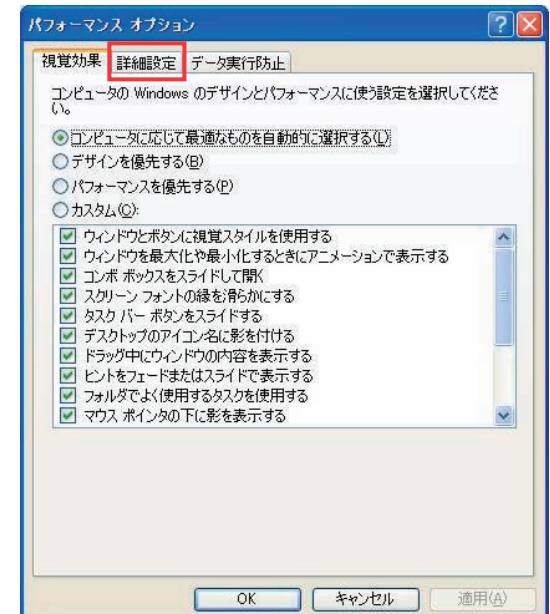 パフォーマンス オプション
視覚効果 詳細設定 データ実行防止
コンピュータの Windows のデザインとパフォーマンスに使う設定を選択してくださ
い。
コンピュータに応じて最適なものを自動的に選択する(L)
デザインを優先する(B)
パフォーマンスを優先する(P)
カスタム(C):
ウィンドウとボタンに視覚スタイルを使用する
ウィンドウを最大化や最小化するときにアニメーションで表示する
コンボ ボックスをスライドして開く
スクリーン フォントの縁を滑らかにする
タスク バー ボタンをスライドする
デスクトップのアイコン名に影を付ける
ドラッグ中にウィンドウの内容を表示する
ヒントをフェードまたはスライドで表示する
フォルダでよく使用するタスクを使用する
マウス ポインタの下に影を表示する
OK キャンセル 適用(A)